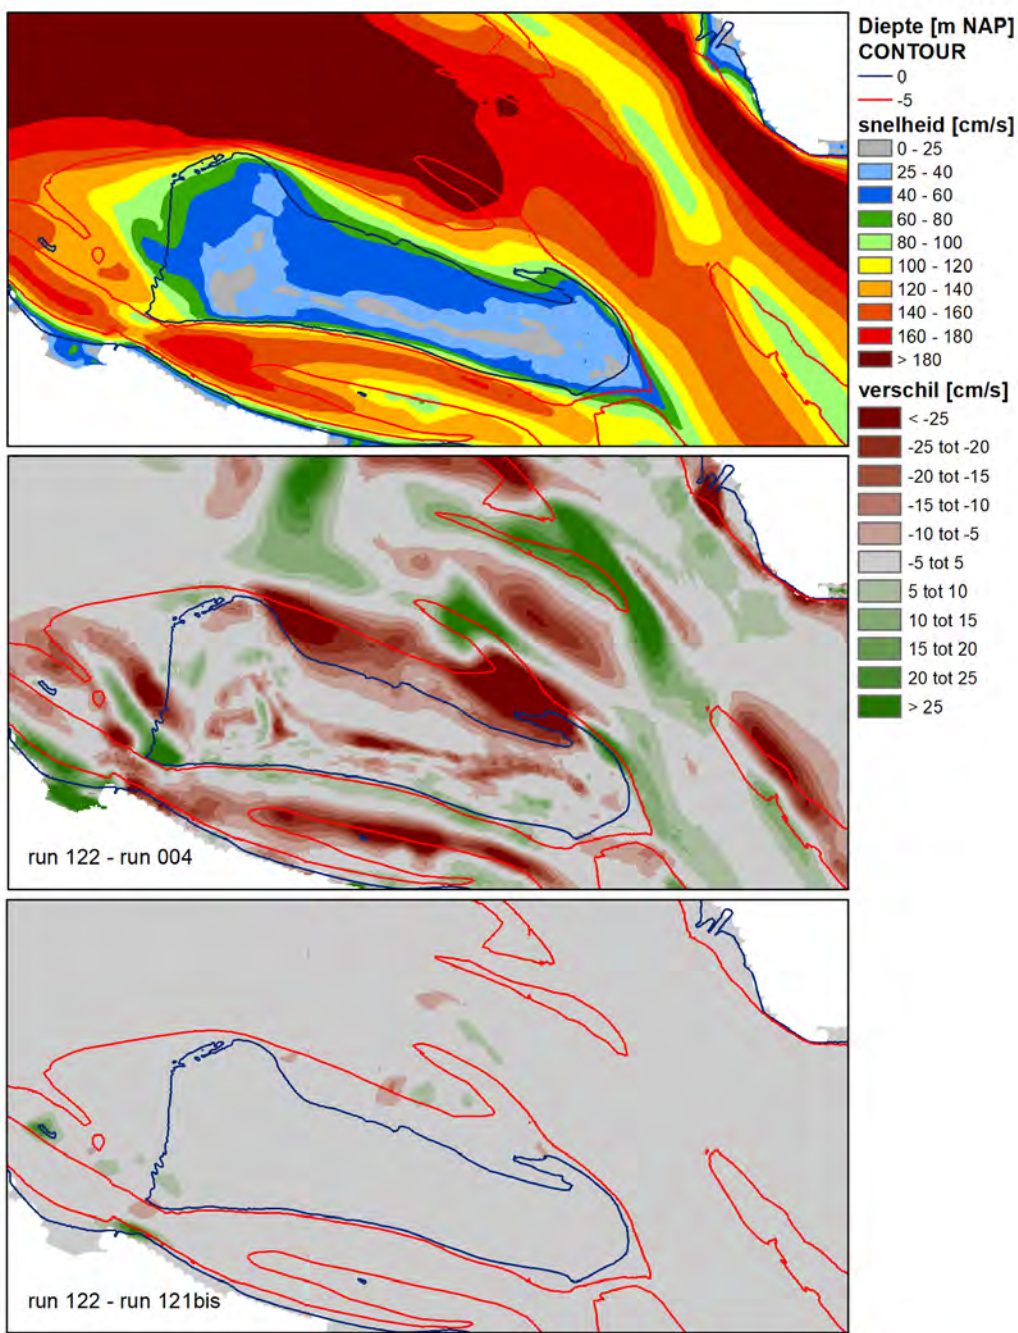 Diepte [m NAP]
CONTOUR
0
-5
snelheid [cm/s]
0 - 25
25 - 40
40 - 60
60 - 80
80 - 100
100 - 120
120 - 140
140 - 160
160 - 180
> 180
verschil [cm/s]
< -25
-25 tot -20
-20 tot -15
-15 tot -10
-10 tot -5
-5 tot 5
5 tot 10
10 tot 15
15 tot 20
20 tot 25
> 25
run 122 - run 004
run 122 - run 121bis